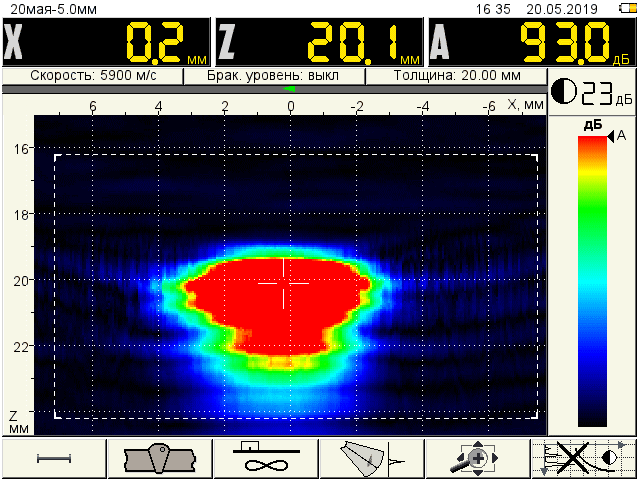 20мая-5.0мм 16 35 20.05.2019
X 0.2 мм Z 20.1 мм A 93.0 дБ
Скорость: 5900 м/с Брак. уровень: выкл Толщина: 20.00 мм
23 дБ
6 4 2 0 -2 -4 -6 X, мм
дБ
A
16
18
20
22
Z
мм